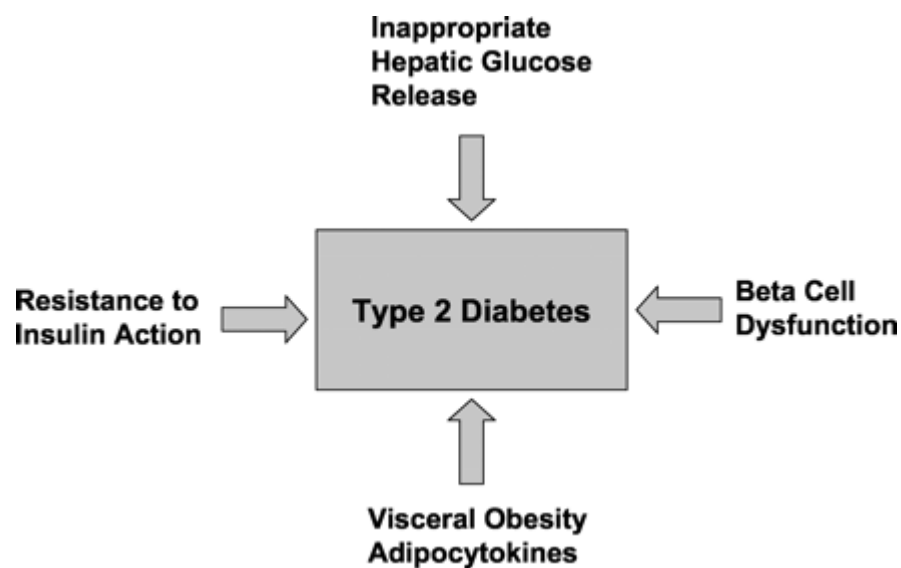 Inappropriate
Hepatic Glucose
Release
Resistance to
Insulin Action
Type 2 Diabetes
Beta Cell
Dysfunction
Visceral Obesity
Adipocytokines